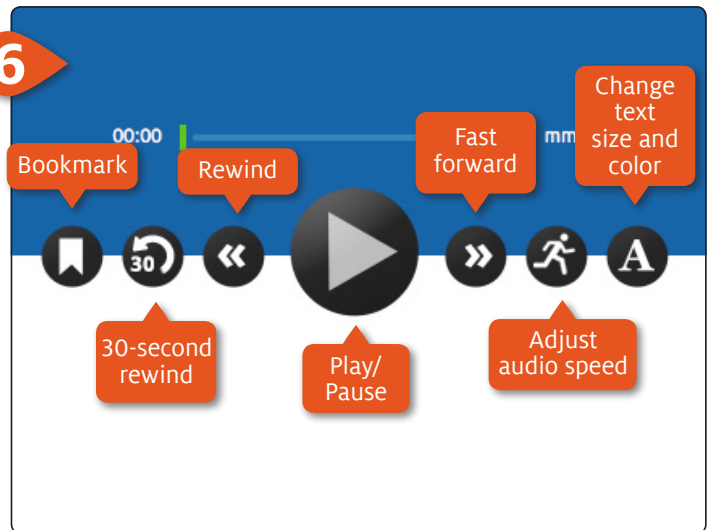 6
Change
text
size and
color
00:00
mm
Fast
forward
Bookmark
Rewind
30
A
30-second
rewind
Play/
Pause
Adjust
audio speed